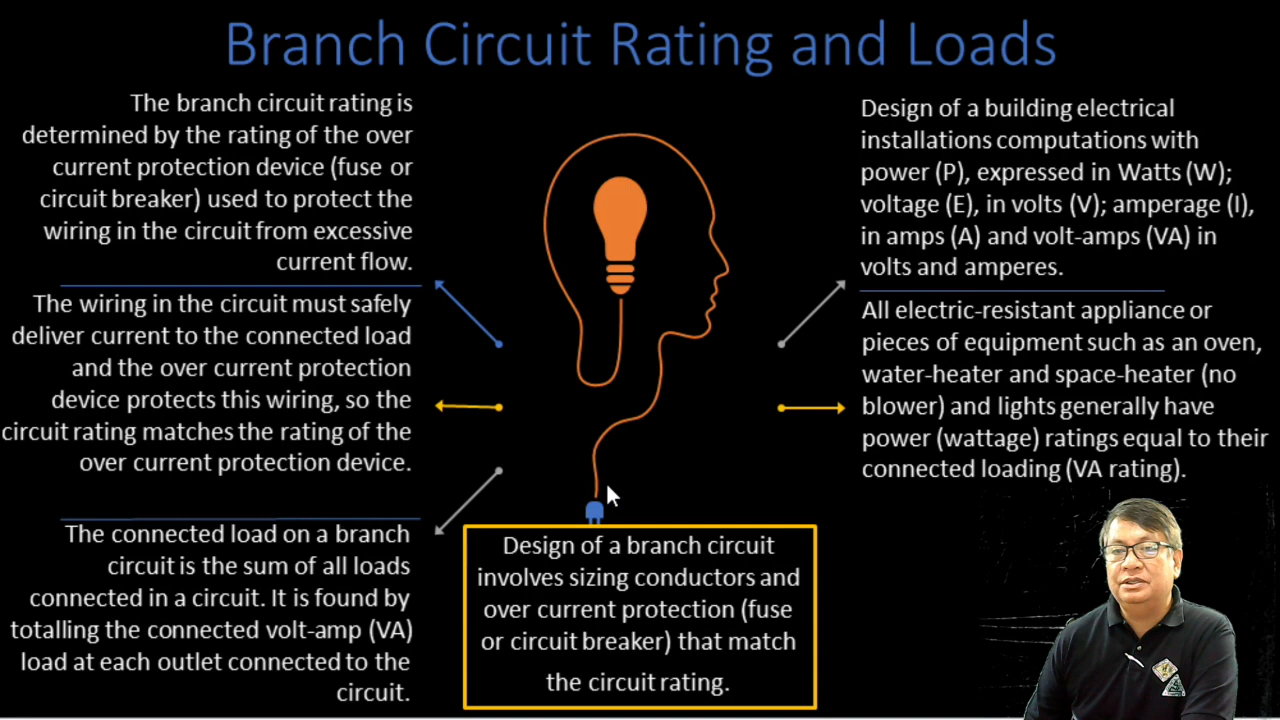 Branch Circuit Rating and Loads
The branch circuit rating is
determined by the rating of the over
current protection device (fuse or
circuit breaker) used to protect the
wiring in the circuit from excessive
current flow.
The wiring in the circuit must safely
deliver current to the connected load
and the over current protection
device protects this wiring, so the
circuit rating matches the rating of the
over current protection device.
The connected load on a branch
circuit is the sum of all loads
connected in a circuit. It is found by
totalling the connected volt-amp (VA)
load at each outlet connected to the
circuit.
Design of a branch circuit
involves sizing conductors and
over current protection (fuse
or circuit breaker) that match
the circuit rating.
Design of a building electrical
installations computations with
power (P), expressed in Watts (W);
voltage (E), in volts (V); amperage (I),
in amps (A) and volt-amps (VA) in
volts and amperes.
All electric-resistant appliance or
pieces of equipment such as an oven,
water-heater and space-heater (no
blower) and lights generally have
power (wattage) ratings equal to their
connected loading (VA rating).